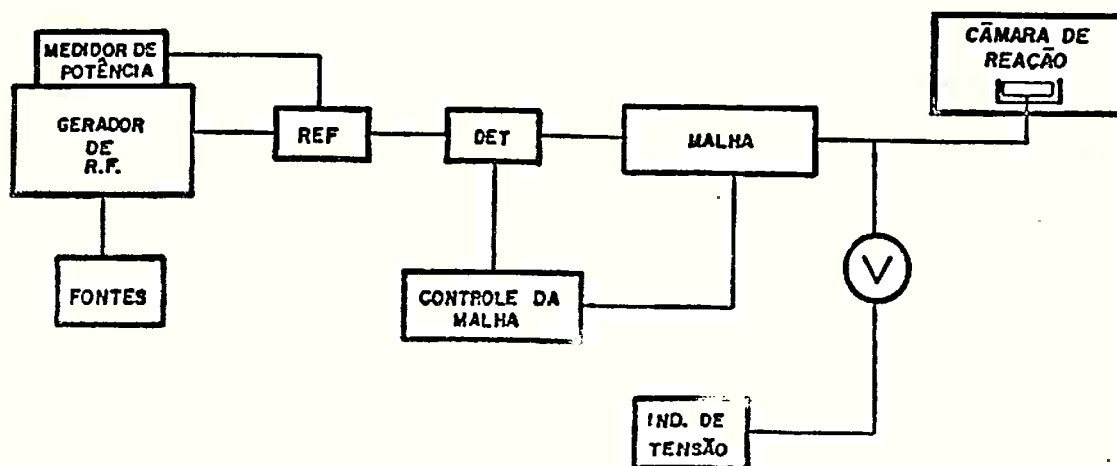 MEDIDOR DE
POTÊNCIA
GERADOR
DE
R.F.
FONTES
REF
DET
CONTROLE DA
MALHA
MALHA
CÂMARA DE
REAÇÃO
V
IND. DE
TENSÃO